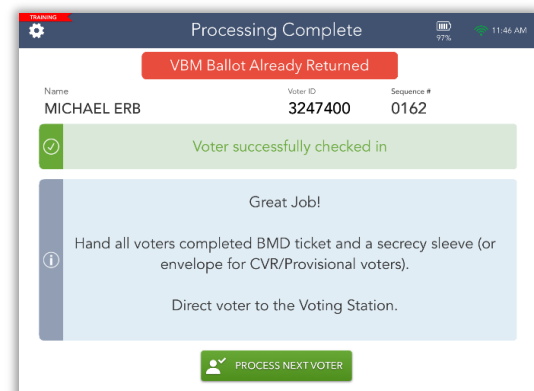 TRAINING
Processing Complete
97%
11:46 AM
VBM Ballot Already Returned
Name
Voter ID
Sequence #
MICHAEL ERB
3247400
0162
Voter successfully checked in
Great Job!
Hand all voters completed BMD ticket and a secrecy sleeve (or
envelope for CVR/Provisional voters).
Direct voter to the Voting Station.
PROCESS NEXT VOTER